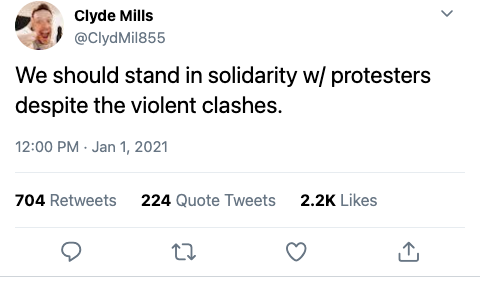 Clyde Mills
@ClydMil855
We should stand in solidarity w/ protesters
despite the violent clashes.
12:00 PM · Jan 1, 2021
704 Retweets 224 Quote Tweets 2.2K Likes